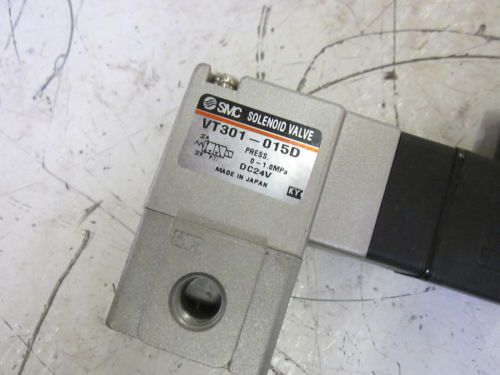 SMC SOLENOID VALVE
VT301-015D
PRESS.
0~1.0MPa
DC24V
MADE IN JAPAN
KY